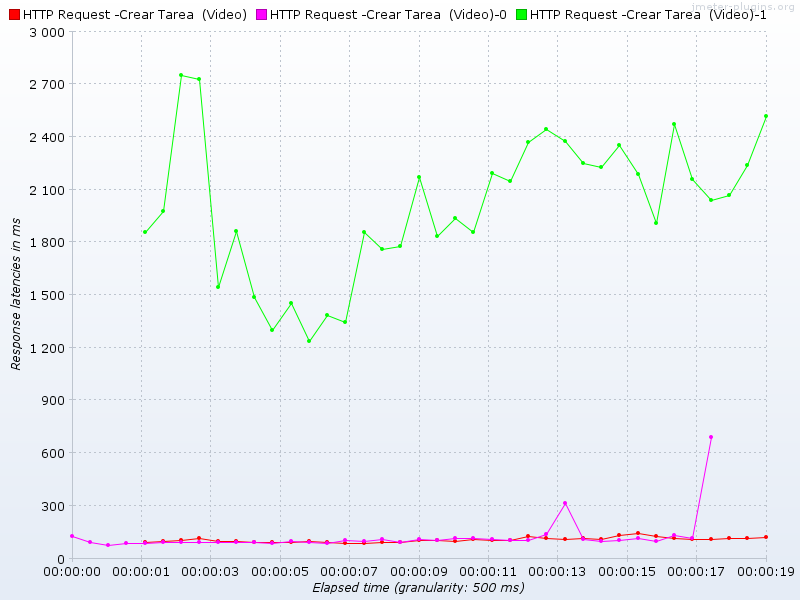 jmeter-plugins.org
HTTP Request -Crear Tarea (Video) HTTP Request -Crear Tarea (Video)-0 HTTP Request -Crear Tarea (Video)-1
3 000
2 700
2 400
2 100
1 800
1 500
1 200
900
600
300
0
Response latencies in ms
00:00:00 00:00:01 00:00:03 00:00:05 00:00:07 00:00:09 00:00:11 00:00:13 00:00:15 00:00:17 00:00:19
Elapsed time (granularity: 500 ms)